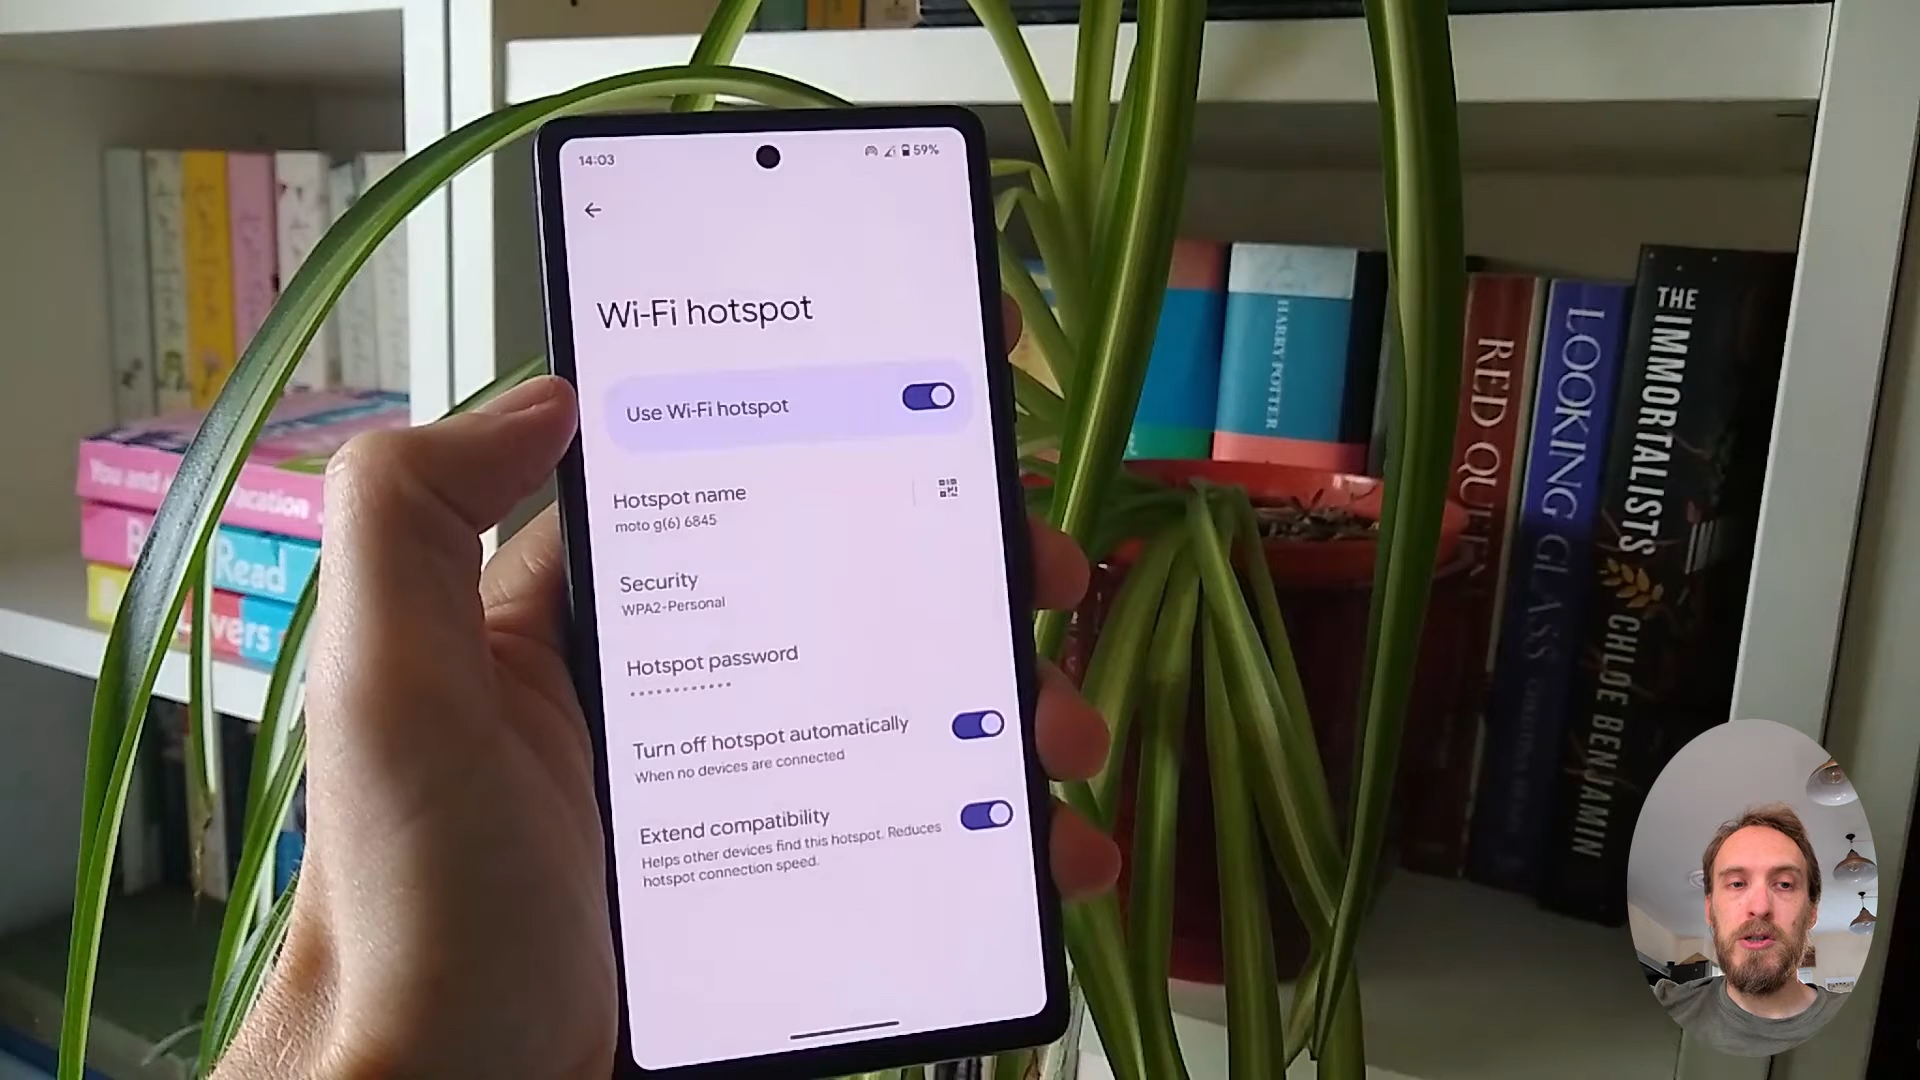 14:03
59%
Wi-Fi hotspot
Use Wi-Fi hotspot
Hotspot name
moto g(6) 6845
Security
WPA2-Personal
Hotspot password
Turn off hotspot automatically
When no devices are connected
Extend compatibility
Helps other devices find this hotspot. Reduces
hotspot connection speed.
You and
Read
HARRY POTTER
RED QUEEN
LOOKING GLASS
THE
IMMORTALISTS
CHLOE BENJAMIN